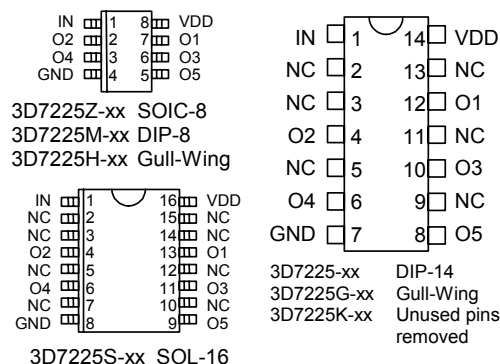 IN 1 8 VDD
O2 2 7 O1
O4 3 6 O3
GND 4 5 O5
3D7225Z-xx SOIC-8
3D7225M-xx DIP-8
3D7225H-xx Gull-Wing
IN 1 16 VDD
NC 2 15 NC
NC 3 14 NC
O2 4 13 O1
NC 5 12 NC
O4 6 11 O3
NC 7 10 NC
GND 8 9 O5
3D7225S-xx SOL-16
IN 1 14 VDD
NC 2 13 NC
NC 3 12 O1
O2 4 11 NC
NC 5 10 O3
O4 6 9 NC
GND 7 8 O5
3D7225-xx DIP-14
3D7225G-xx Gull-Wing
3D7225K-xx Unused pins
removed